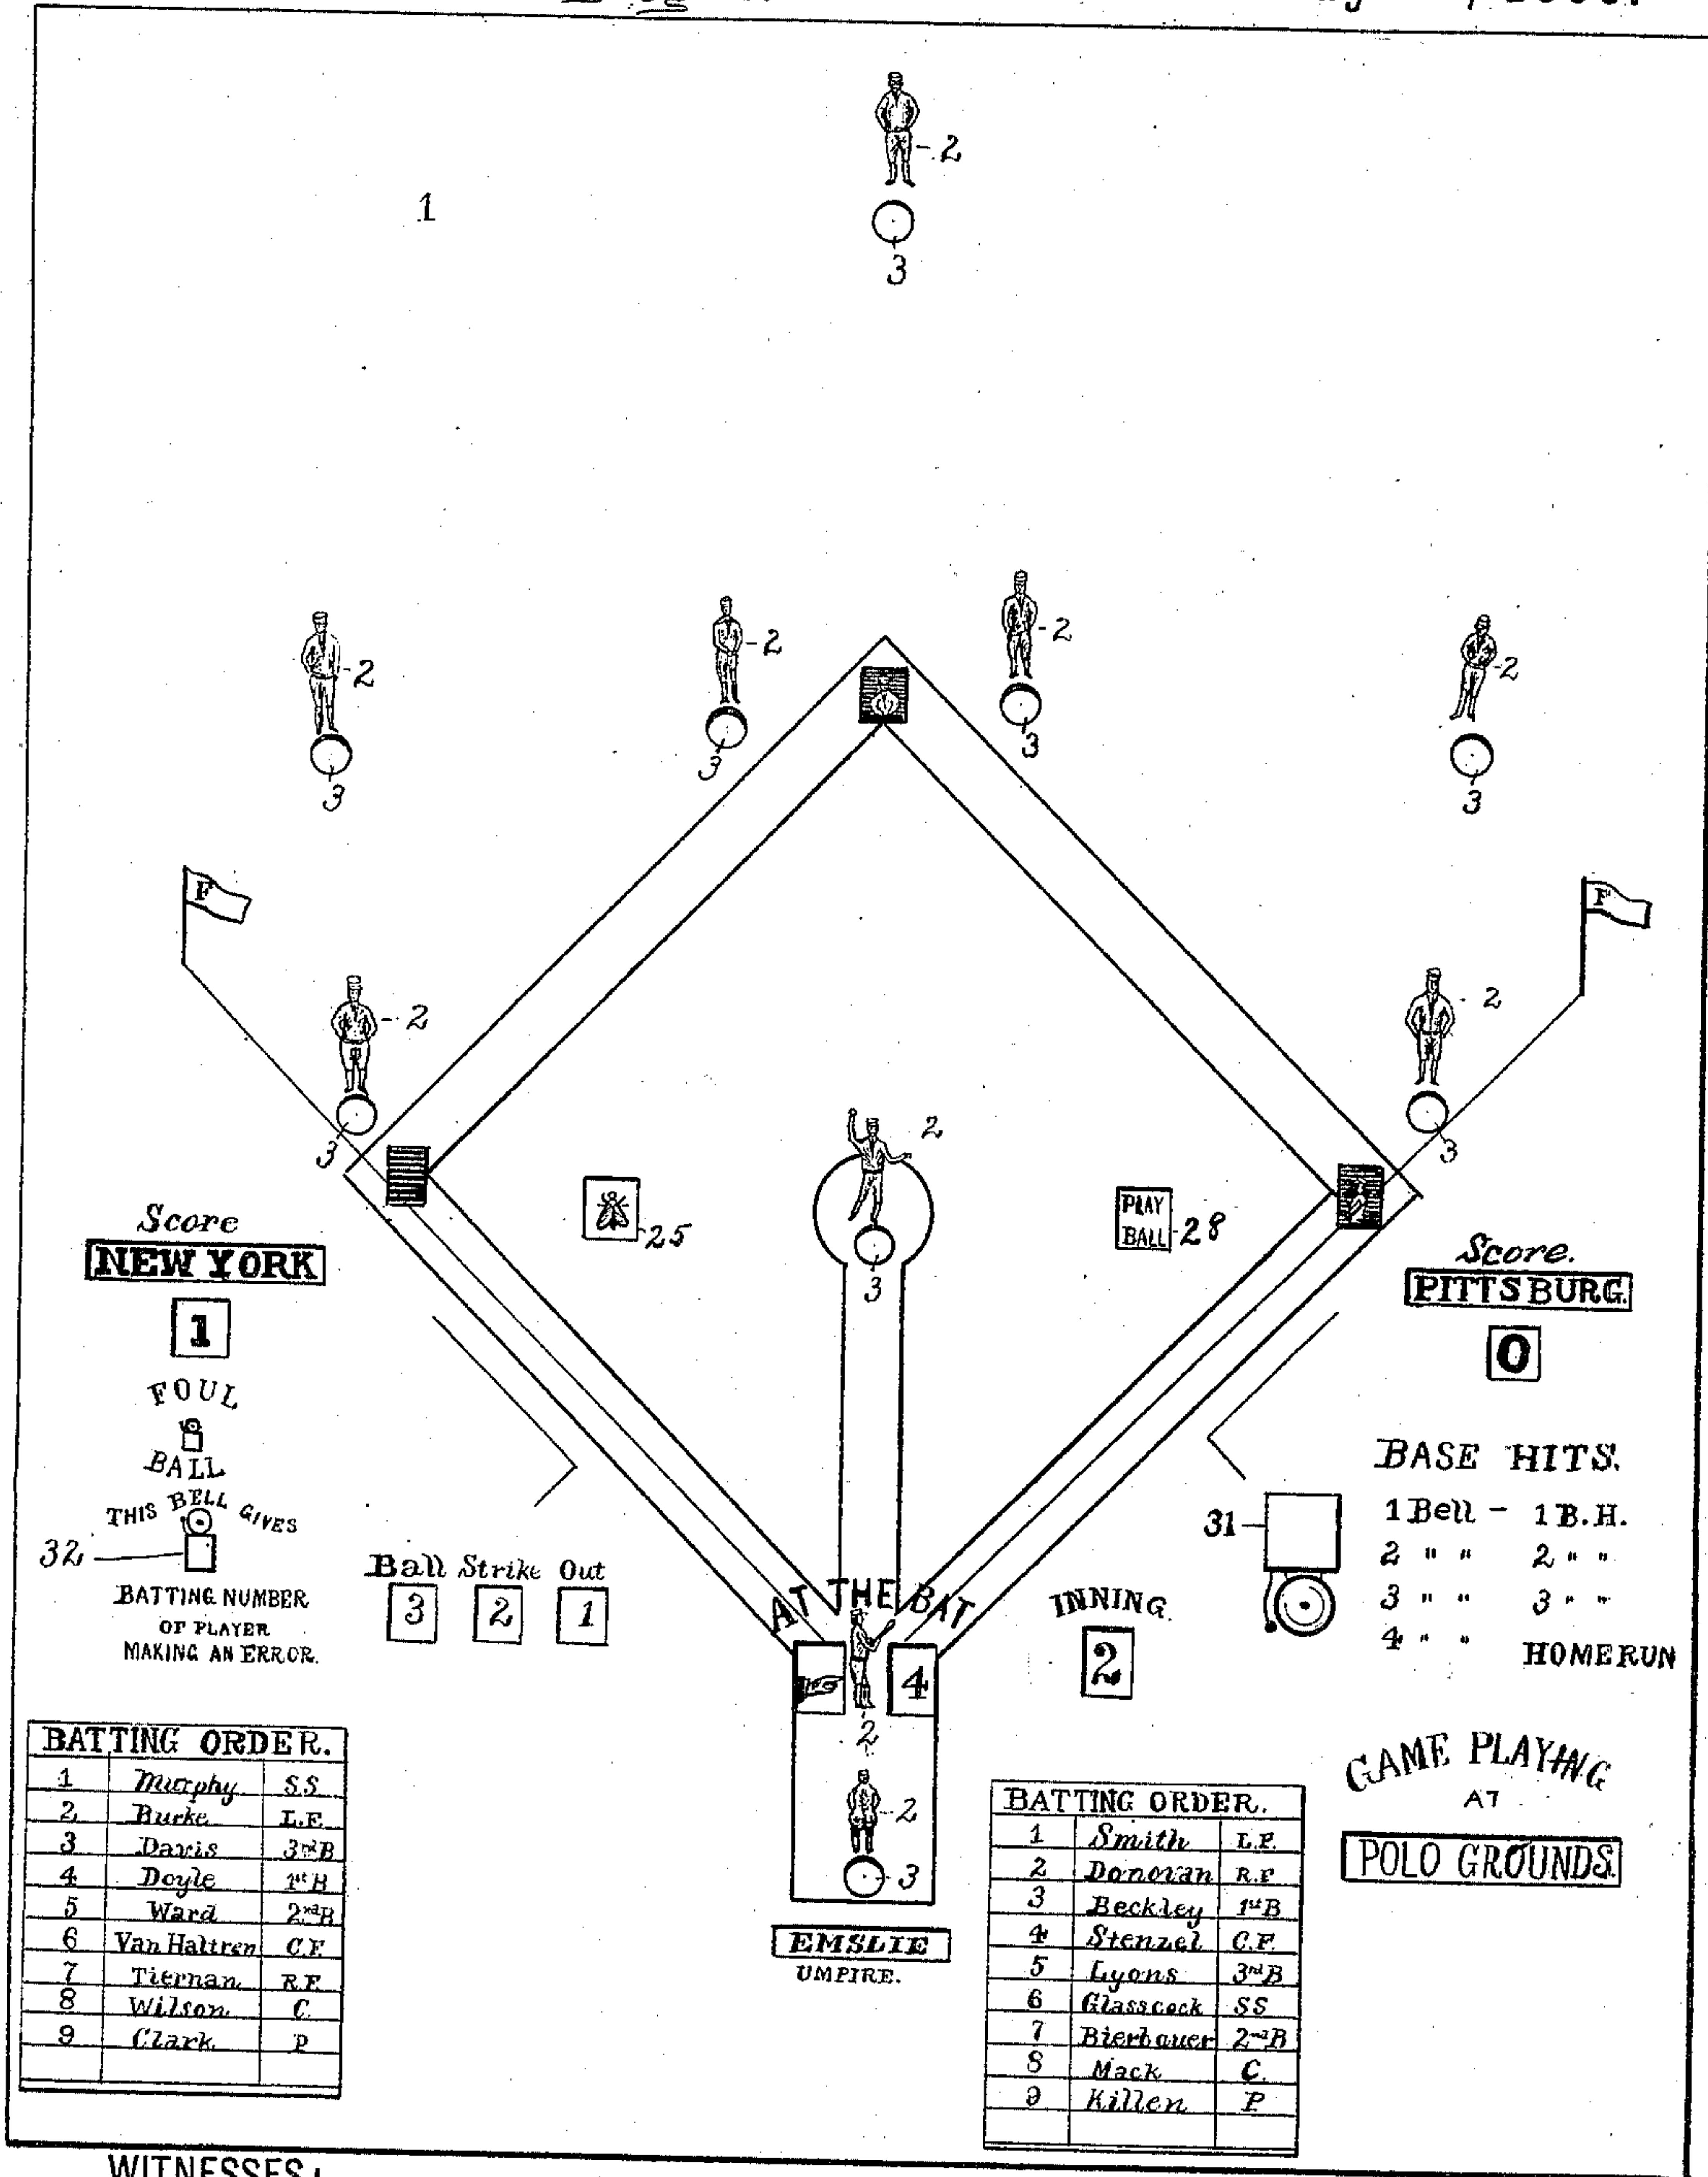 1
2
3
2
2
2
2
3
3
3
3
F
F
2
2
3
3
2
3
25
PLAY
BALL
28
Score
NEW YORK
1
FOUL
BALL
THIS BELL GIVES
32
BATTING NUMBER
OF PLAYER
MAKING AN ERROR.
Score.
PITTSBURG.
0
BASE HITS.
31
1 Bell - 1 B.H.
2 " " 2 " "
3 " " 3 " "
4 " " HOME RUN
Ball Strike Out
3 2 1
AT THE BAT
4
2
INNING.
2
2
3
EMSLIE
UMPIRE.
BATTING ORDER.
1 Murphy S.S
2 Burke L.F.
3 Davis 3rd B
4 Doyle 1st B
5 Ward 2nd B
6 Van Haltren C.F.
7 Tiernan R.F.
8 Wilson C.
9 Clark P
BATTING ORDER.
1 Smith L.F.
2 Donovan R.F
3 Beckley 1st B
4 Stenzel C.F.
5 Lyons 3rd B
6 Glasscock SS
7 Bierbauer 2nd B
8 Mack C.
9 Killen P
GAME PLAYING
AT
POLO GROUNDS.
WITNESSES: